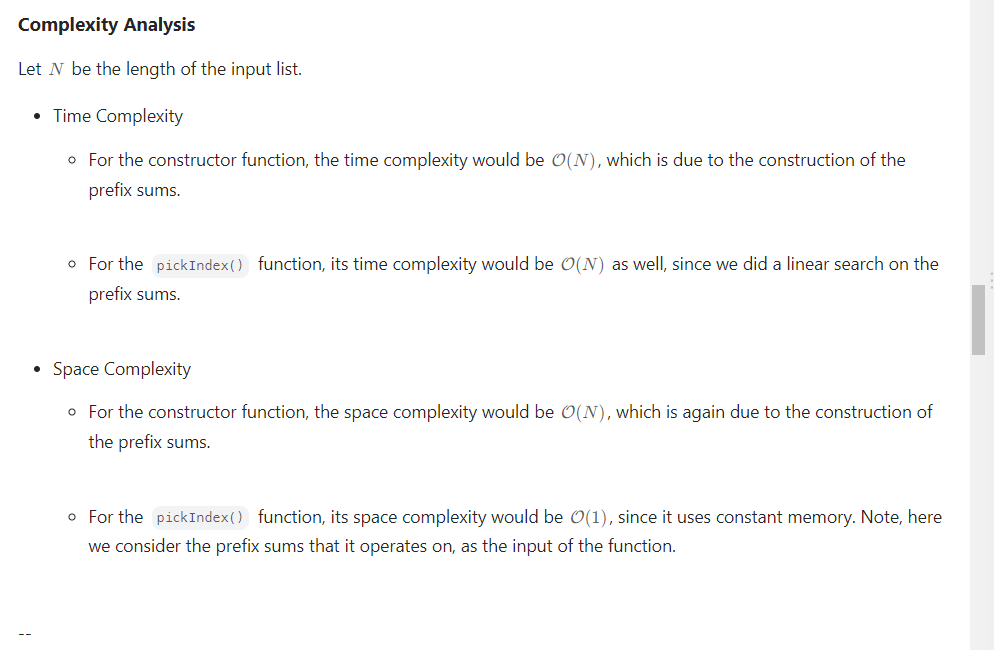 Complexity Analysis
Let N be the length of the input list.
• Time Complexity
○ For the constructor function, the time complexity would be O(N), which is due to the construction of the
prefix sums.
○ For the pickIndex() function, its time complexity would be O(N) as well, since we did a linear search on the
prefix sums.
• Space Complexity
○ For the constructor function, the space complexity would be O(N), which is again due to the construction of
the prefix sums.
○ For the pickIndex() function, its space complexity would be O(1), since it uses constant memory. Note, here
we consider the prefix sums that it operates on, as the input of the function.
--